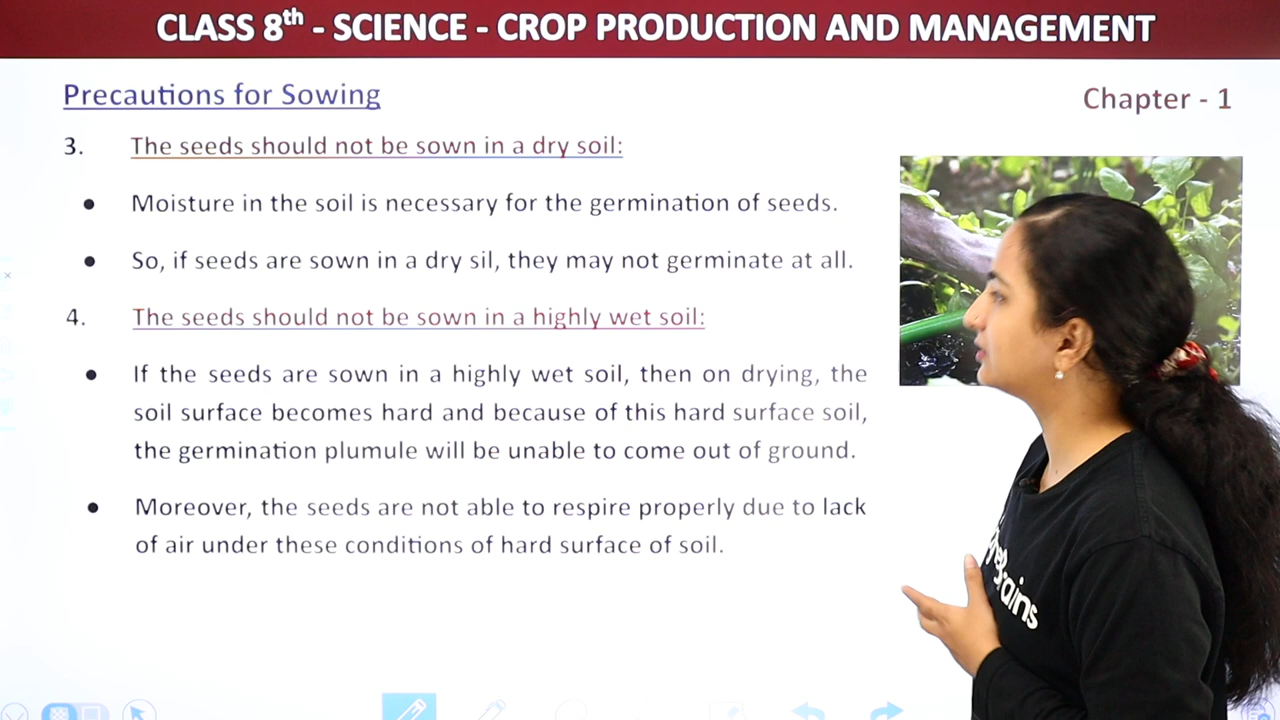 CLASS 8th - SCIENCE - CROP PRODUCTION AND MANAGEMENT
Precautions for Sowing
Chapter - 1
3. The seeds should not be sown in a dry soil:
● Moisture in the soil is necessary for the germination of seeds.
● So, if seeds are sown in a dry sil, they may not germinate at all.
4. The seeds should not be sown in a highly wet soil:
● If the seeds are sown in a highly wet soil, then on drying, the
soil surface becomes hard and because of this hard surface soil,
the germination plumule will be unable to come out of ground.
● Moreover, the seeds are not able to respire properly due to lack
of air under these conditions of hard surface of soil.